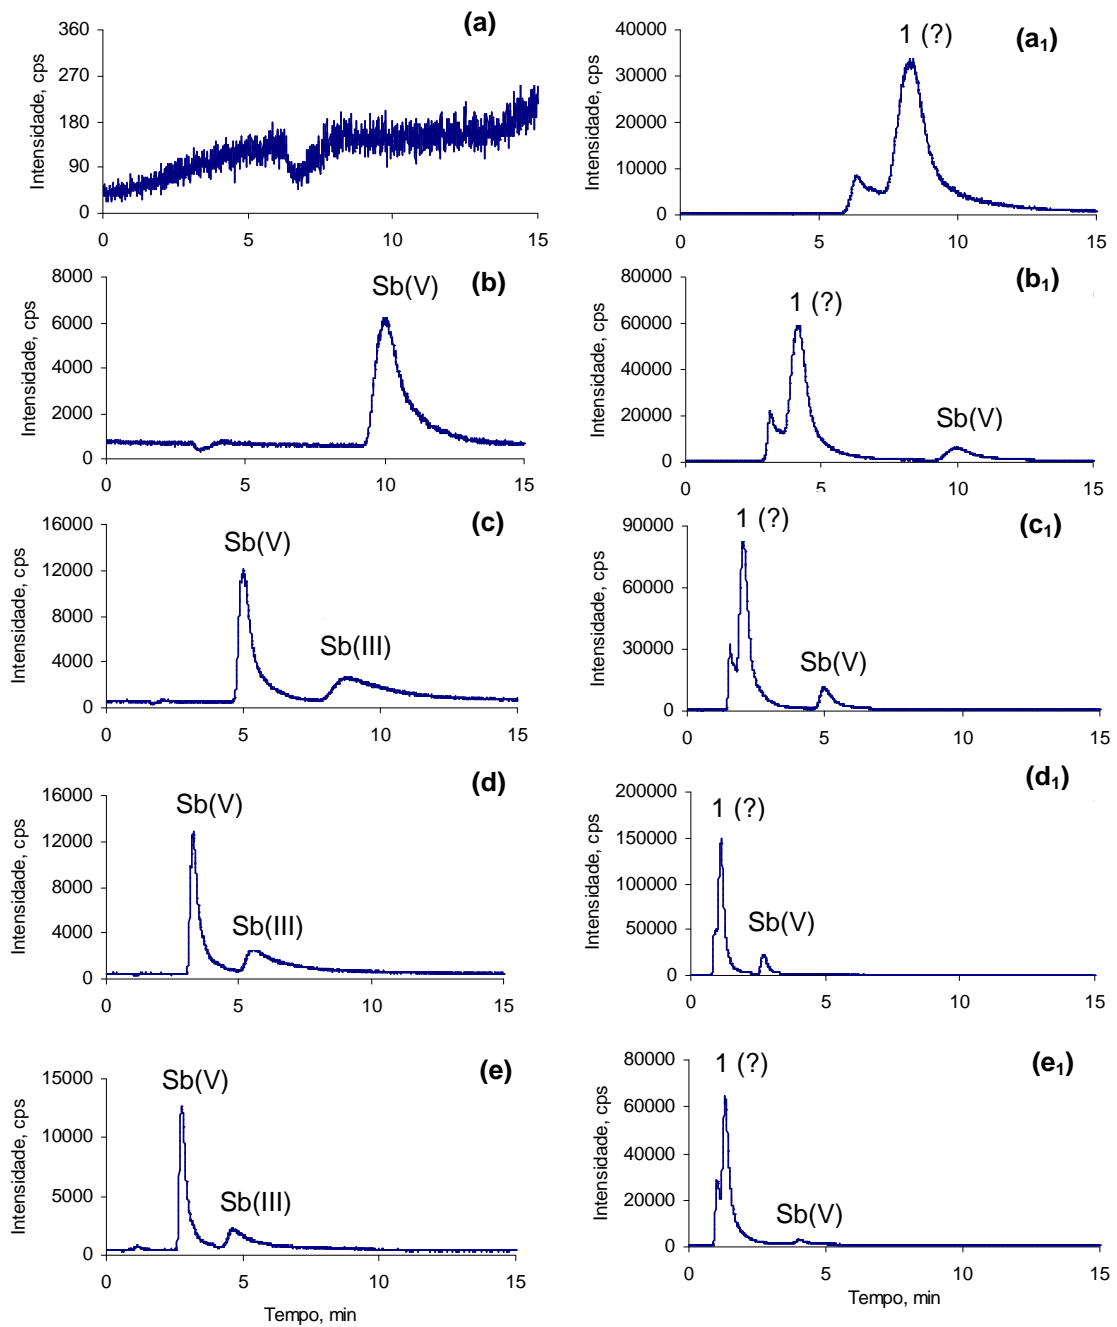 (a)
360
270
180
90
0
Intensidade, cps
0 5 10 15
(a1)
1 (?)
40000
30000
20000
10000
0
Intensidade, cps
0 5 10 15
(b)
Sb(V)
8000
6000
4000
2000
0
Intensidade, cps
0 5 10 15
(b1)
1 (?)
Sb(V)
80000
60000
40000
20000
0
Intensidade, cps
0 5 10 15
(c)
Sb(V)
Sb(III)
16000
12000
8000
4000
0
Intensidade, cps
0 5 10 15
(c1)
1 (?)
Sb(V)
90000
60000
30000
0
Intensidade, cps
0 5 10 15
(d)
Sb(V)
Sb(III)
16000
12000
8000
4000
0
Intensidade, cps
0 5 10 15
(d1)
1 (?)
Sb(V)
200000
150000
100000
50000
0
Intensidade, cps
0 5 10 15
(e)
Sb(V)
Sb(III)
15000
10000
5000
0
Intensidade, cps
0 5 10 15
Tempo, min
(e1)
1 (?)
Sb(V)
80000
60000
40000
20000
0
Intensidade, cps
0 5 10 15
Tempo, min